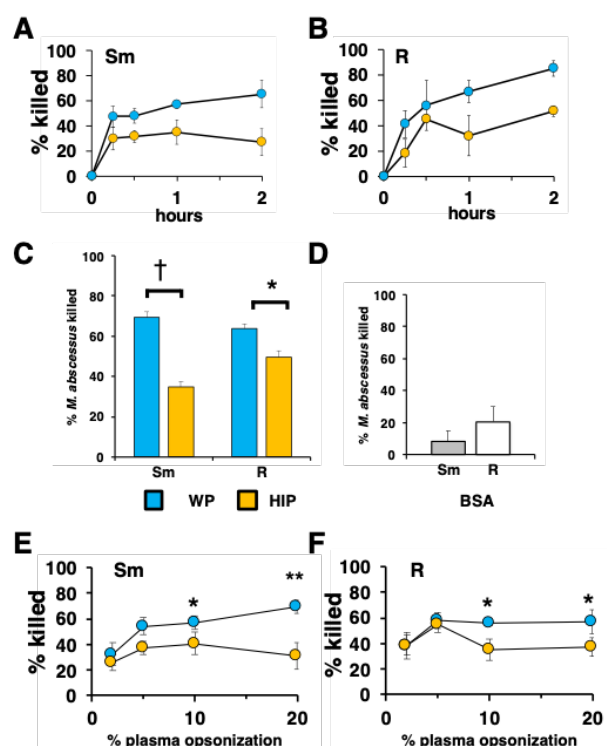 A
Sm
% killed
100
80
60
40
20
0
0 1 2
hours
B
R
% killed
100
80
60
40
20
0
0 1 2
hours
C
% M. abscessus killed
100
80
60
40
20
0
† *
Sm R
WP HIP
D
% M. abscessus killed
100
80
60
40
20
0
Sm R
BSA
E
Sm
% killed
100
80
60
40
20
0
* **
0 10 20
% plasma opsonization
F
R
% killed
100
80
60
40
20
0
* *
0 10 20
% plasma opsonization